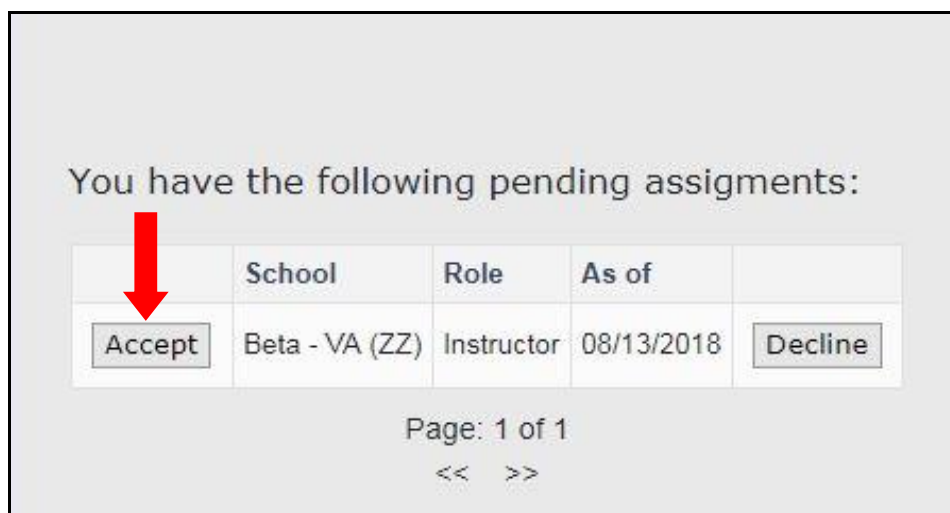 You have the following pending assigments:
School Role As of
Accept Beta - VA (ZZ) Instructor 08/13/2018 Decline
Page: 1 of 1
<< >>